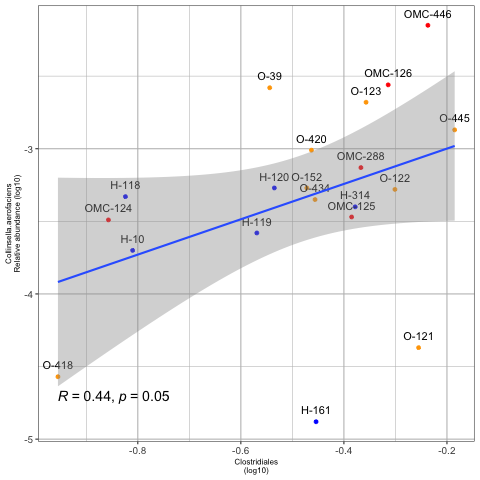 OMC-446
O-39
OMC-126
O-123
O-445
O-420
OMC-288
H-120
O-152
O-122
O-434
H-118
H-314
OMC-124
OMC-125
H-119
H-10
O-121
O-418
R = 0.44, p = 0.05
H-161
-3
-4
-5
-0.8
-0.6
-0.4
-0.2
Clostridiales
(log10)
Collinsella.aerofaciens
Relative abundance (log10)